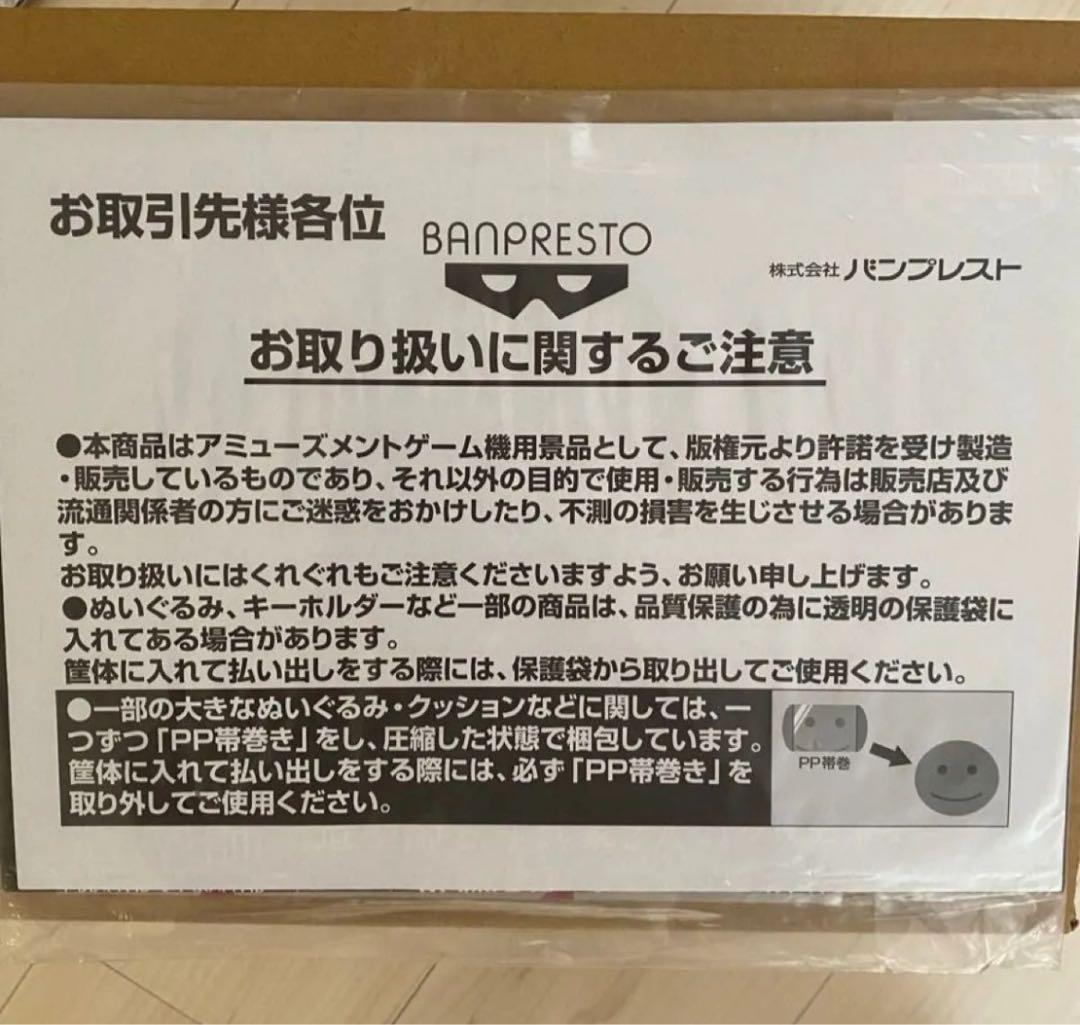 お取引先様各位
BANPRESTO
株式会社バンプレスト
お取り扱いに関するご注意
●本商品はアミューズメントゲーム機用景品として、版権元より許諾を受け製造
・販売しているものであり、それ以外の目的で使用・販売する行為は販売店及び
流通関係者の方にご迷惑をおかけしたり、不測の損害を生じさせる場合がありま
す。
お取り扱いにはくれぐれもご注意くださいますよう、お願い申し上げます。
●ぬいぐるみ、キーホルダーなど一部の商品は、品質保護の為に透明の保護袋に
入れてある場合があります。
筐体に入れて払い出しをする際には、保護袋から取り出してご使用ください。
●一部の大きなぬいぐるみ・クッションなどに関しては、一
つずつ「PP帯巻き」をし、圧縮した状態で梱包しています。
筐体に入れて払い出しをする際には、必ず「PP帯巻き」を
取り外してご使用ください。
PP帯巻